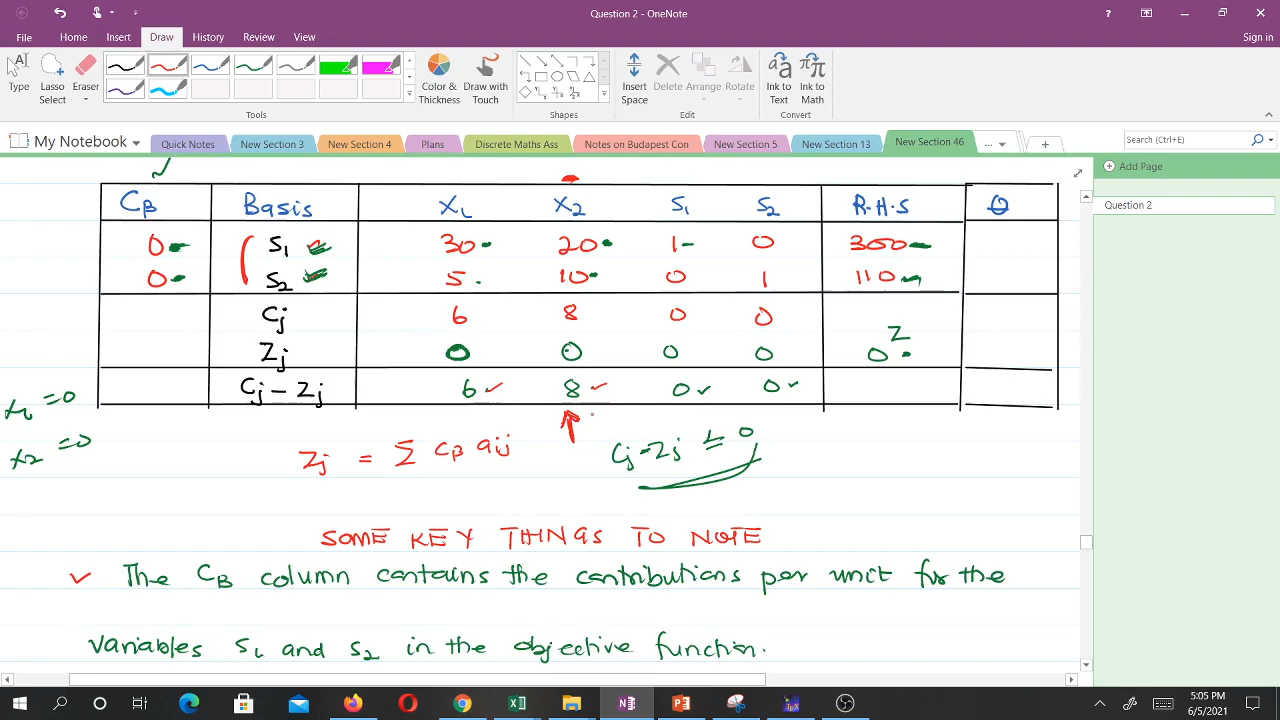 Question 2 - OneNote
? 
File Home Insert Draw History Review View Sign in
Type Lasso Select Eraser Color & Thickness Draw with Touch Insert Space Delete Arrange Rotate Ink to Text Ink to Math
Tools Shapes Edit Convert
My Notebook Quick Notes New Section 3 New Section 4 Plans Discrete Maths Ass Notes on Budapest Con New Section 5 New Section 13 New Section 46 ... + Search (Ctrl+E)
Add Page
Question 2
CB Basis X1 X2 S1 S2 R.H.S θ
0 S1 30 20 1 0 300
0 S2 5 10 0 1 110
Cj 6 8 0 0
Z
Zj 0 0 0 0 0
Cj - Zj 6 8 0 0
x1 = 0
x2 = 0
Zj = Σ CB aij Cj - Zj ≤ 0
SOME KEY THINGS TO NOTE
✓ The CB column contains the contributions per unit for the
variables S1 and S2 in the objective function.
5:05 PM
6/5/2021